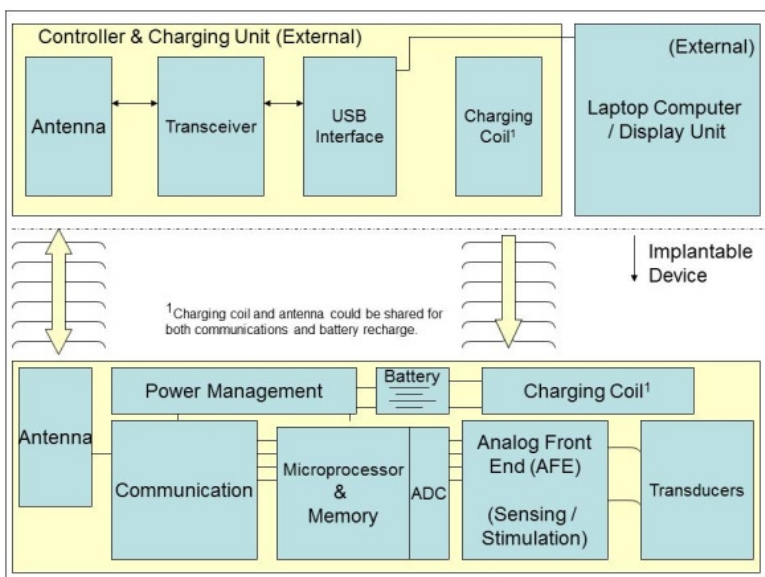 Controller & Charging Unit (External)
Antenna
Transceiver
USB
Interface
Charging
Coil1
(External)
Laptop Computer
/ Display Unit
Implantable
Device
1Charging coil and antenna could be shared for
both communications and battery recharge.
Antenna
Power Management
Battery
Charging Coil1
Communication
Microprocessor
&
Memory
ADC
Analog Front
End (AFE)
(Sensing /
Stimulation)
Transducers